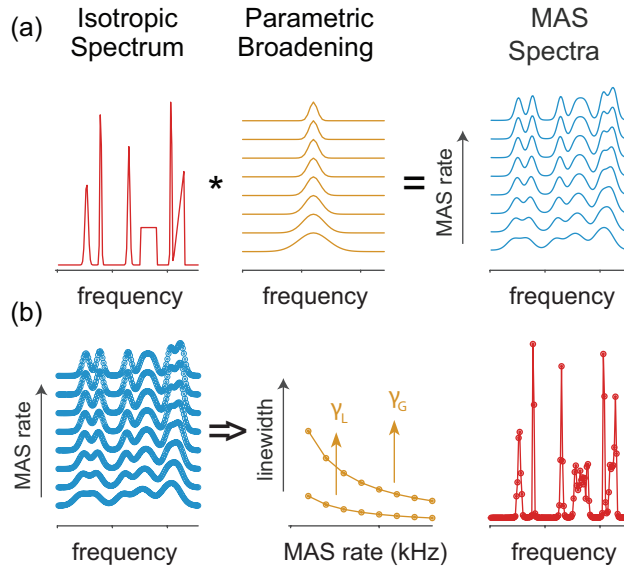 (a)
Isotropic
Spectrum
Parametric
Broadening
MAS
Spectra
*
=
MAS rate
frequency
frequency
frequency
(b)
MAS rate
⇒
linewidth
γL
γG
frequency
MAS rate (kHz)
frequency